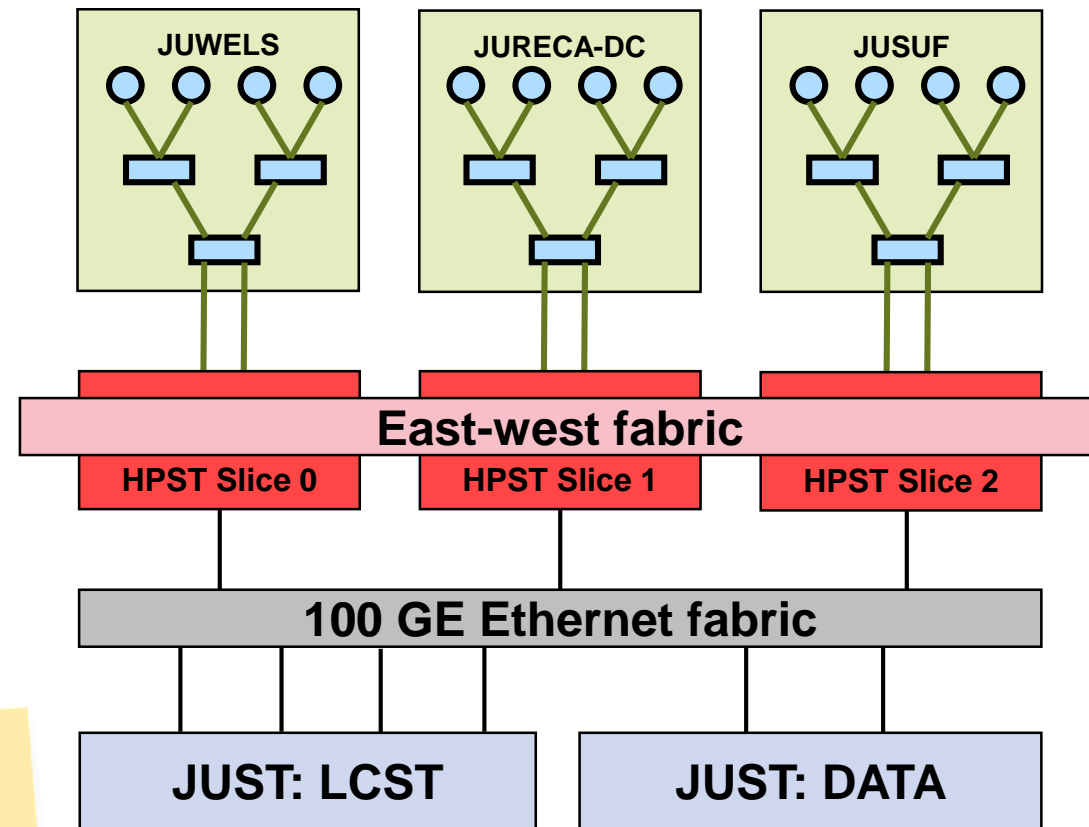 JUWELS
JURECA-DC
JUSUF
East-west fabric
HPST Slice 0
HPST Slice 1
HPST Slice 2
100 GE Ethernet fabric
JUST: LCST
JUST: DATA